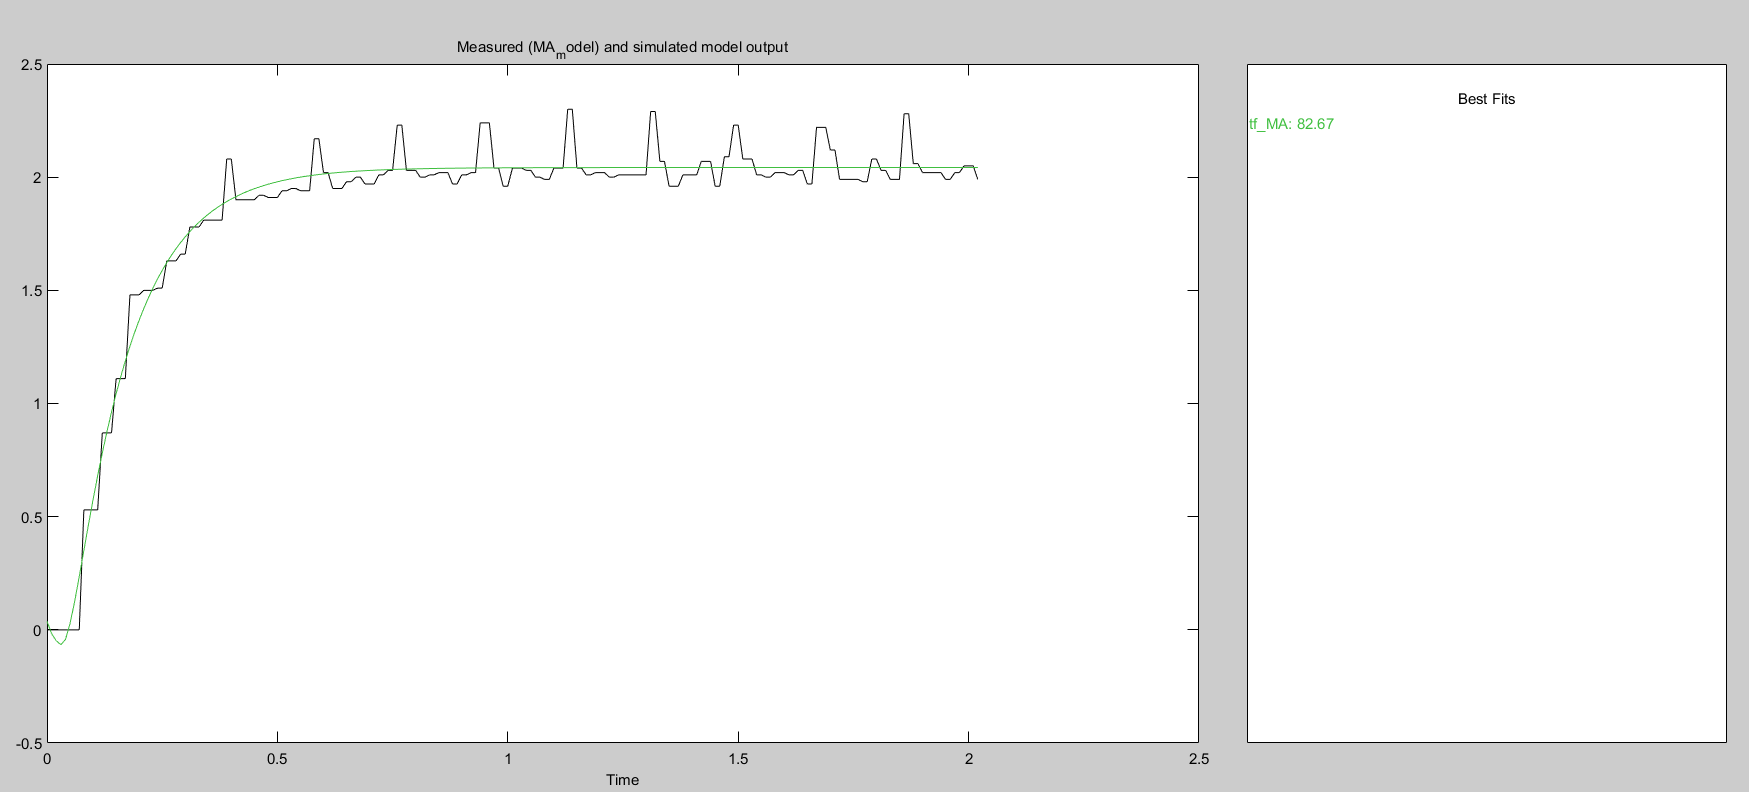 Measured (MA_model) and simulated model output
2.5
2
1.5
1
0.5
0
-0.5
0 0.5 1 1.5 2 2.5
Time
Best Fits
tf_MA: 82.67